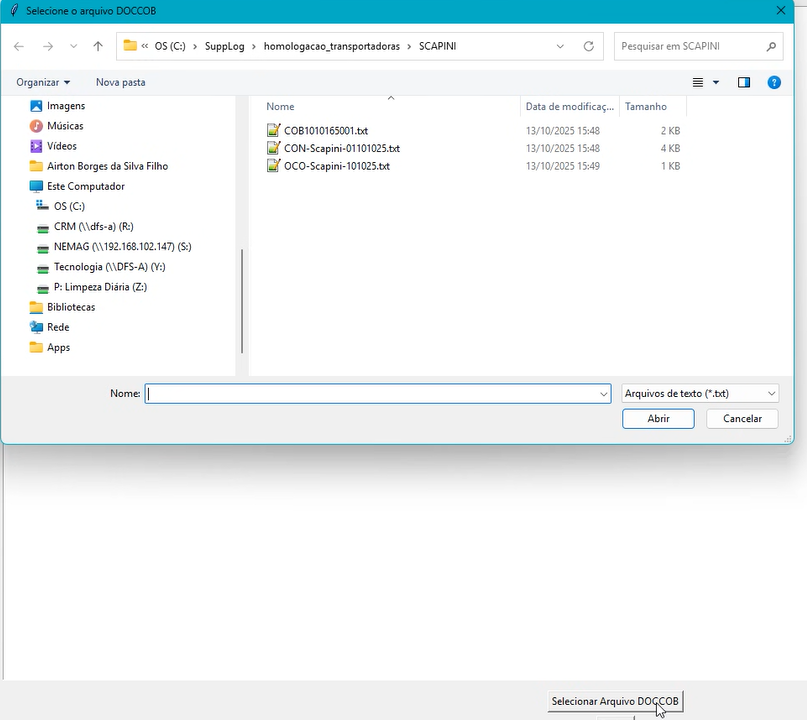 Selecione o arquivo DOCCOB
« OS (C:) › SuppLog › homologacao_transportadoras › SCAPINI
Pesquisar em SCAPINI
Organizar
Nova pasta
Imagens
Músicas
Vídeos
Airton Borges da Silva Filho
Este Computador
OS (C:)
CRM (\\dfs-a) (R:)
NEMAG (\\192.168.102.147) (S:)
Tecnologia (\\DFS-A) (Y:)
P: Limpeza Diária (Z:)
Bibliotecas
Rede
Apps
Nome Data de modificaç... Tamanho
COB1010165001.txt 13/10/2025 15:48 2 KB
CON-Scapini-01101025.txt 13/10/2025 15:48 4 KB
OCO-Scapini-101025.txt 13/10/2025 15:49 1 KB
Nome:
Arquivos de texto (*.txt)
Abrir
Cancelar
Selecionar Arquivo DOCCOB